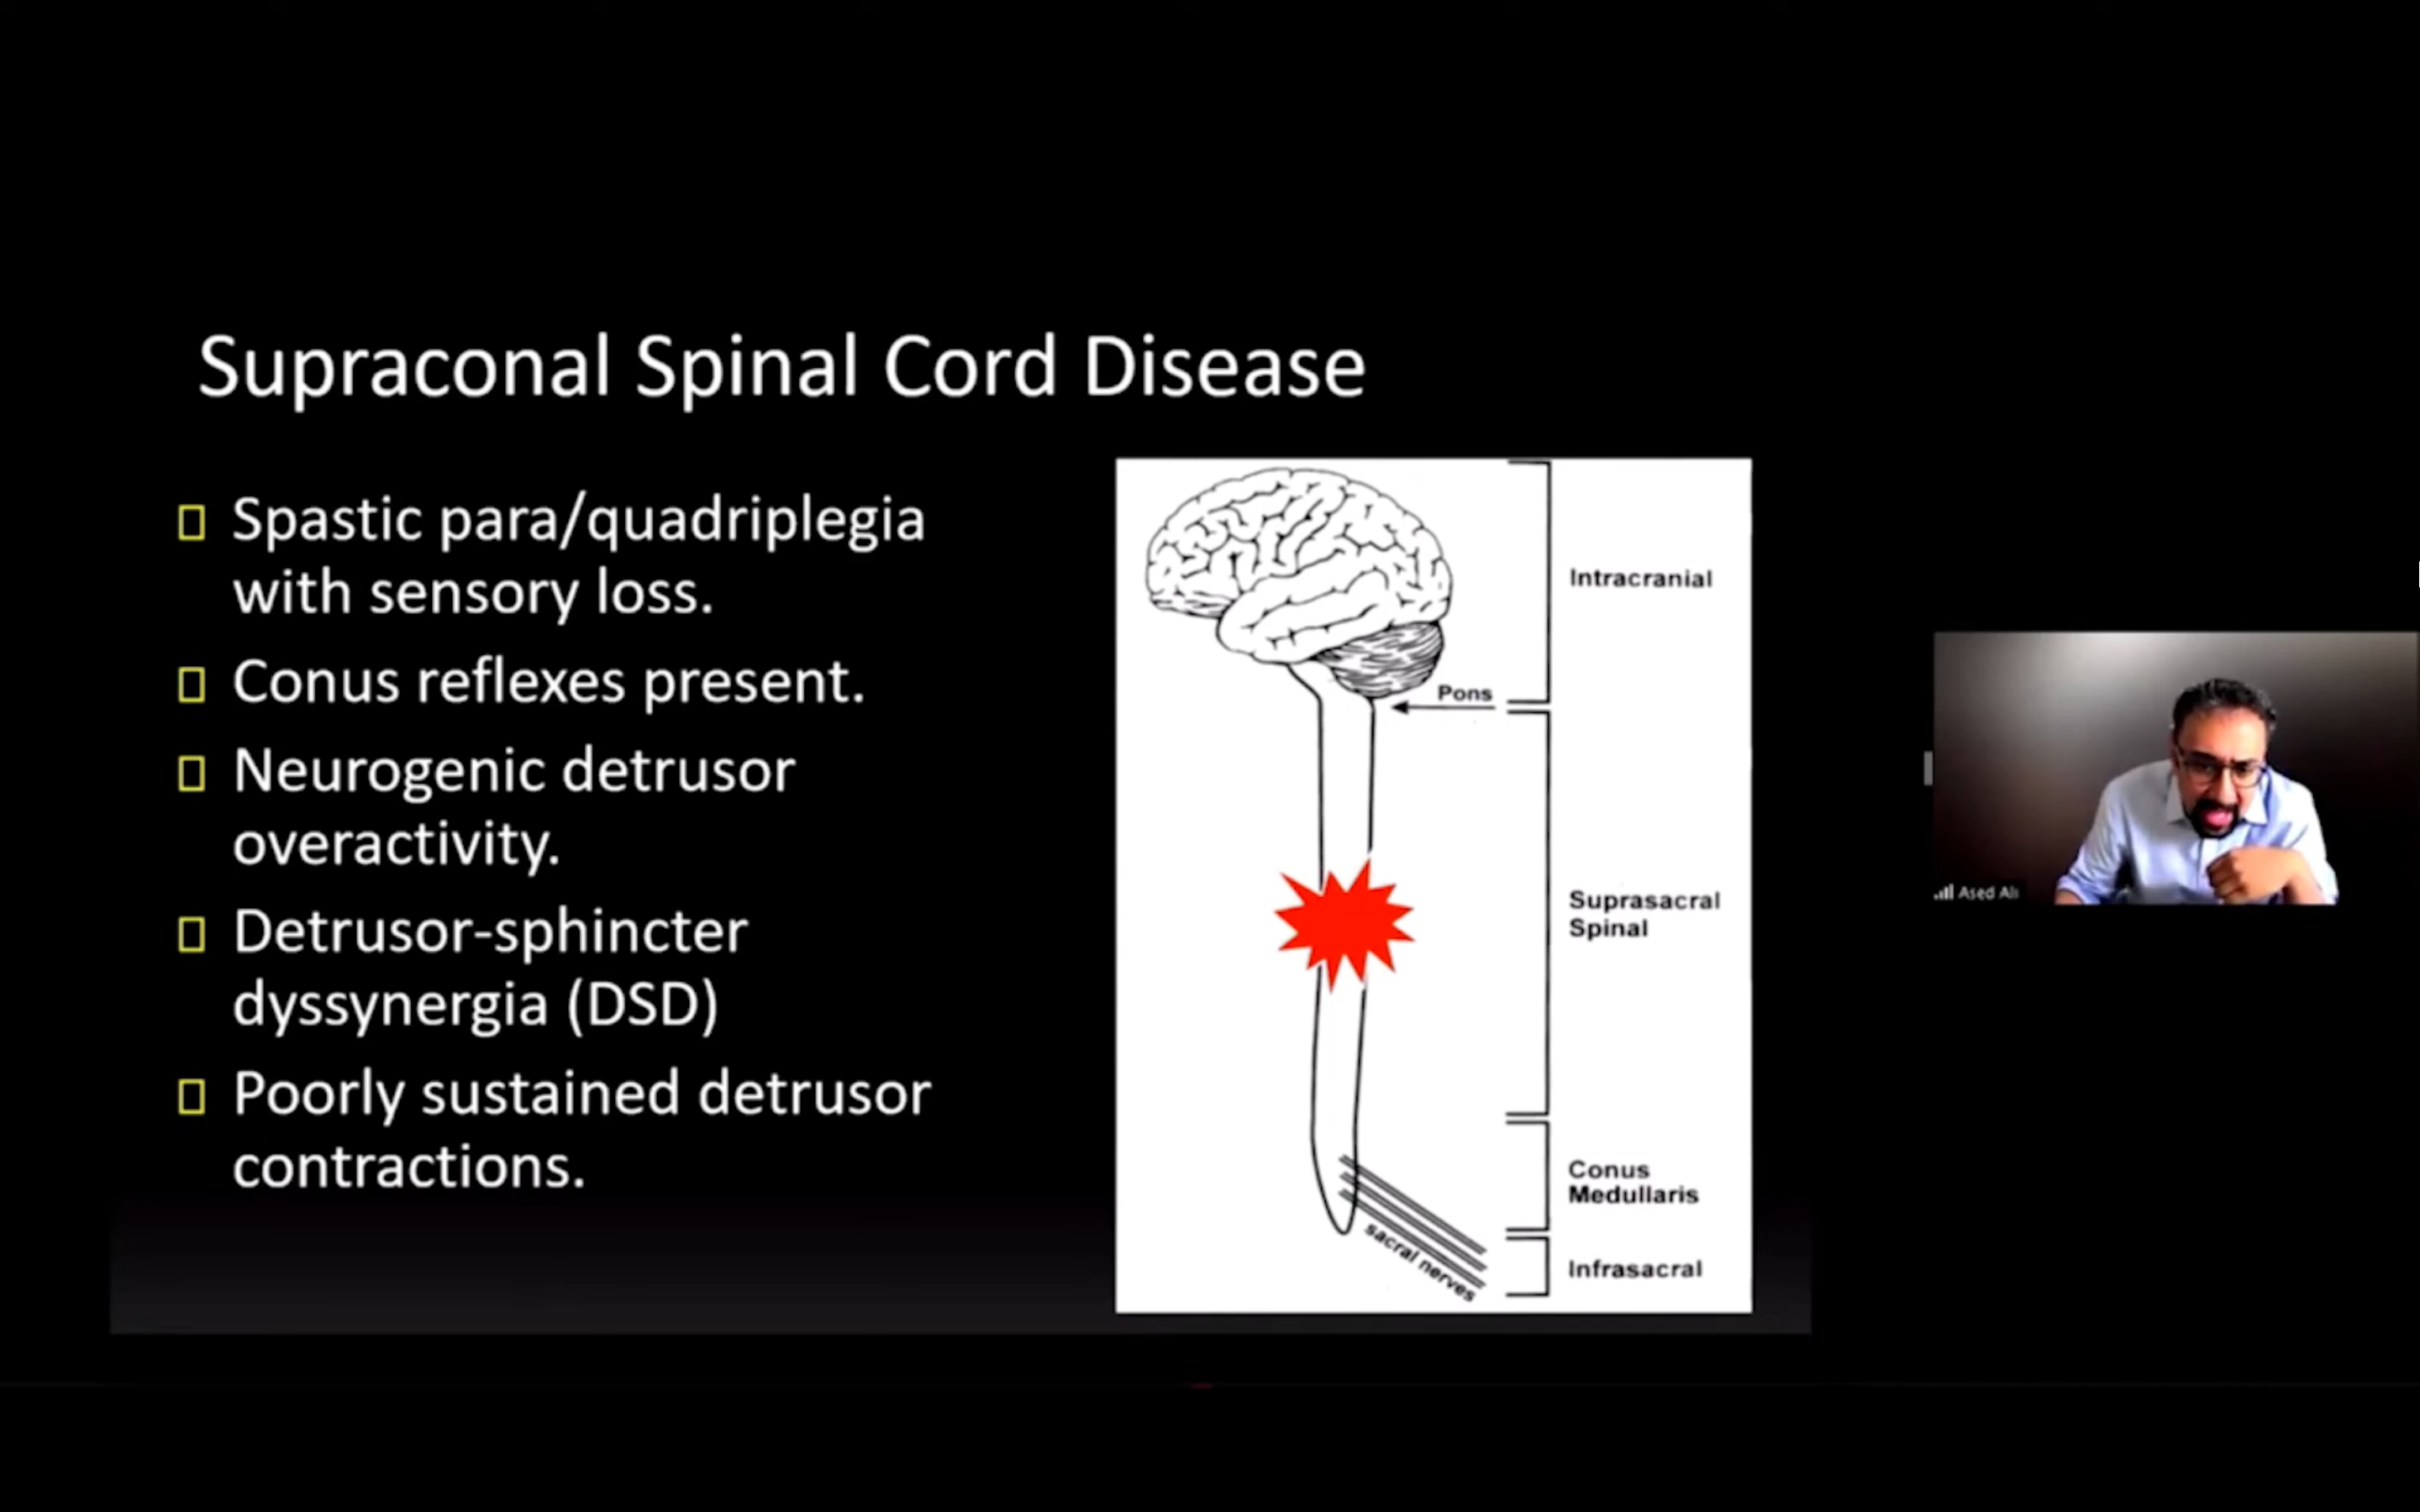 Supraconal Spinal Cord Disease
Spastic para/quadriplegia
with sensory loss.
Conus reflexes present.
Neurogenic detrusor
overactivity.
Detrusor-sphincter
dyssynergia (DSD)
Poorly sustained detrusor
contractions.
Intracranial
Pons
Suprasacral
Spinal
Conus
Medullaris
sacral nerves
Infrasacral
Ased Ali